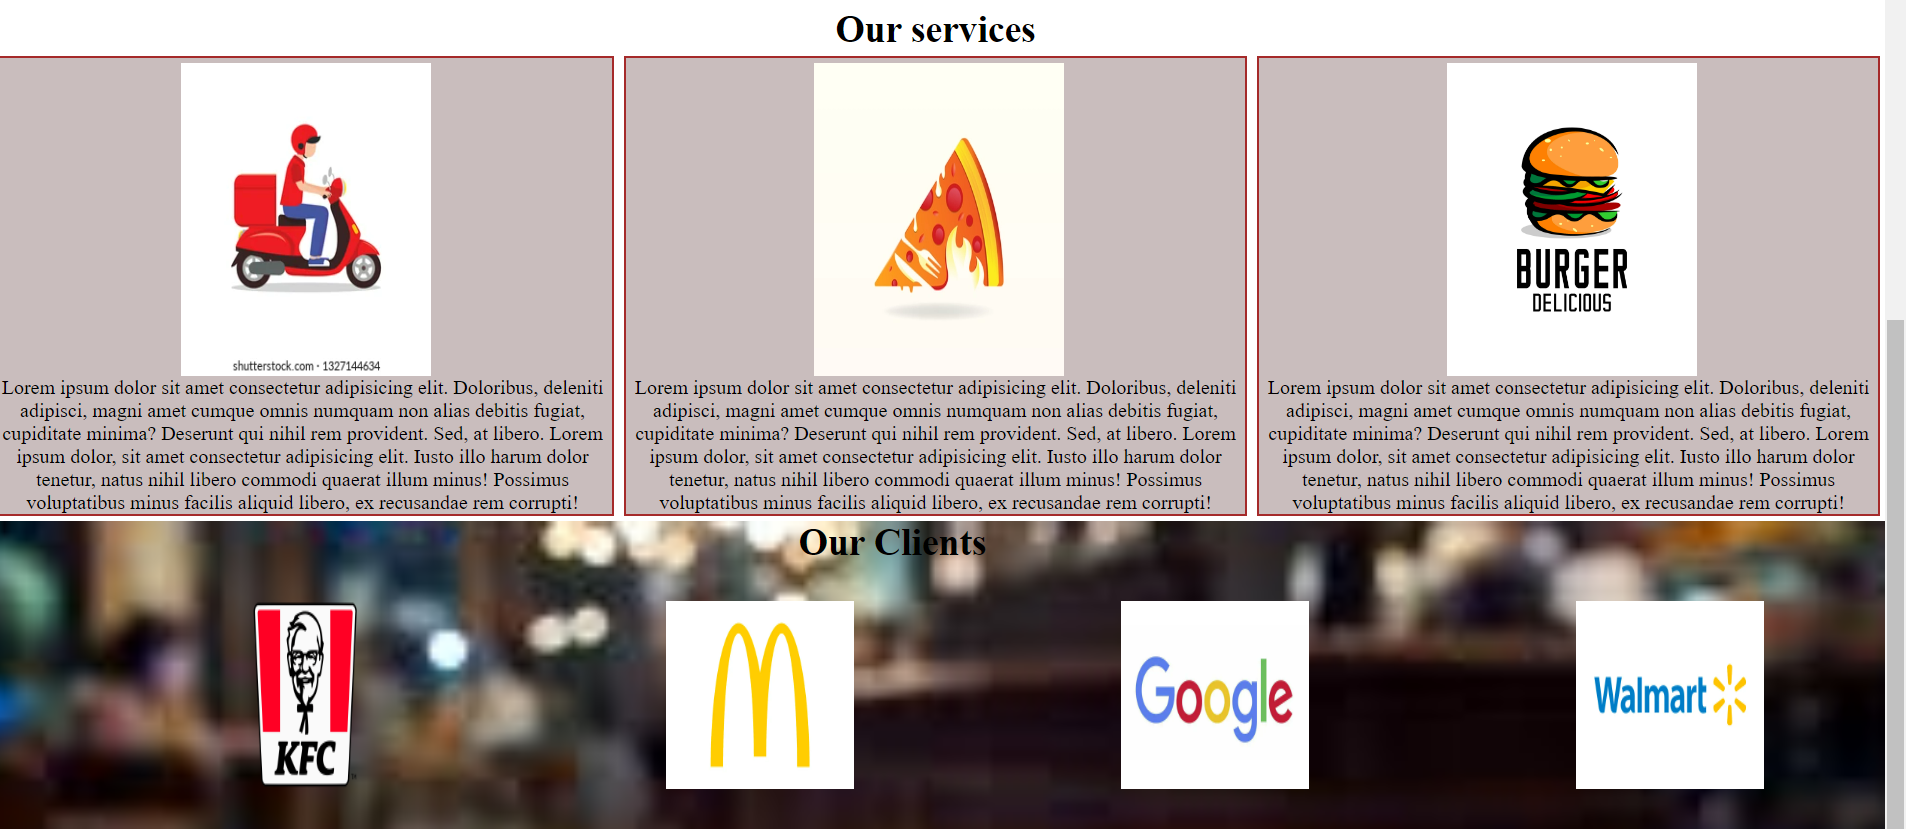 Our services
shutterstock.com · 1327144634
BURGER
DELICIOUS
Lorem ipsum dolor sit amet consectetur adipisicing elit. Doloribus, deleniti
adipisci, magni amet cumque omnis numquam non alias debitis fugiat,
cupiditate minima? Deserunt qui nihil rem provident. Sed, at libero. Lorem
ipsum dolor, sit amet consectetur adipisicing elit. Iusto illo harum dolor
tenetur, natus nihil libero commodi quaerat illum minus! Possimus
voluptatibus minus facilis aliquid libero, ex recusandae rem corrupti!
Lorem ipsum dolor sit amet consectetur adipisicing elit. Doloribus, deleniti
adipisci, magni amet cumque omnis numquam non alias debitis fugiat,
cupiditate minima? Deserunt qui nihil rem provident. Sed, at libero. Lorem
ipsum dolor, sit amet consectetur adipisicing elit. Iusto illo harum dolor
tenetur, natus nihil libero commodi quaerat illum minus! Possimus
voluptatibus minus facilis aliquid libero, ex recusandae rem corrupti!
Lorem ipsum dolor sit amet consectetur adipisicing elit. Doloribus, deleniti
adipisci, magni amet cumque omnis numquam non alias debitis fugiat,
cupiditate minima? Deserunt qui nihil rem provident. Sed, at libero. Lorem
ipsum dolor, sit amet consectetur adipisicing elit. Iusto illo harum dolor
tenetur, natus nihil libero commodi quaerat illum minus! Possimus
voluptatibus minus facilis aliquid libero, ex recusandae rem corrupti!
Our Clients
KFC
Google
Walmart